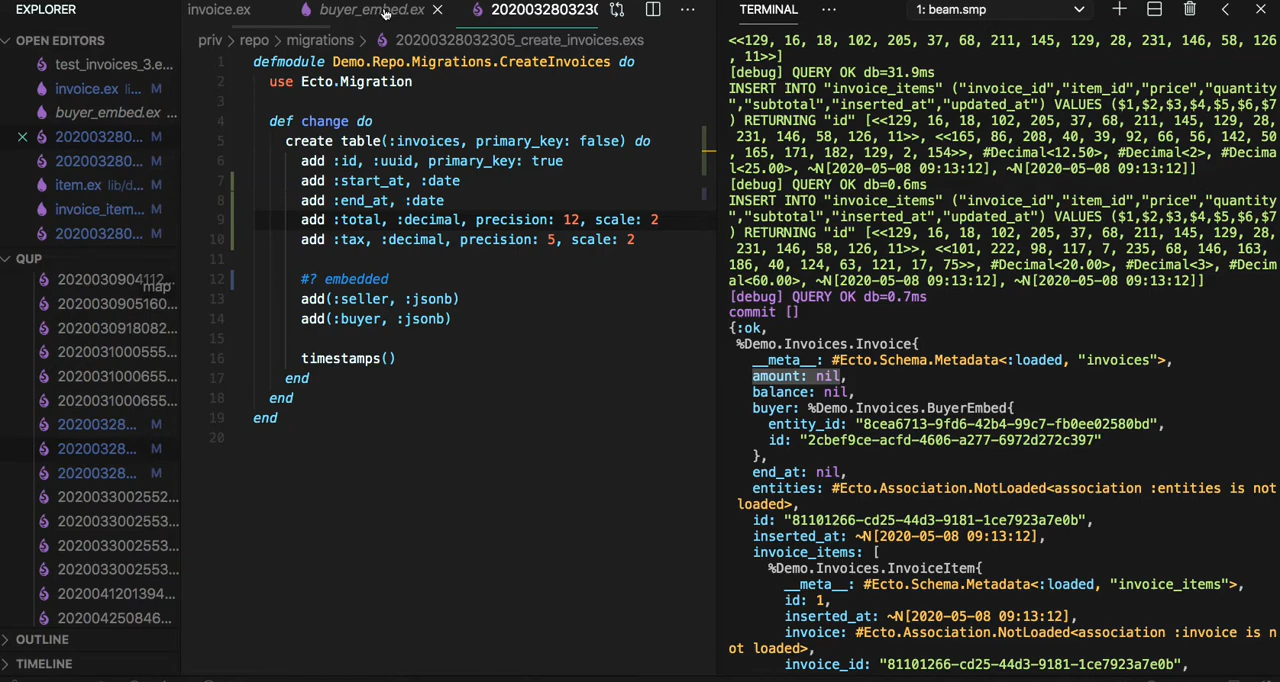 EXPLORER
OPEN EDITORS
test_invoices_3.e...
invoice.ex li... M
buyer_embed.ex ...
202003280... M
202003280... M
item.ex lib/d... M
invoice_item... M
202003280... M
QUP
2020030904112...
map
2020030905160...
2020030918082...
2020031000555...
2020031000655...
2020031000655...
20200328... M
20200328... M
20200328... M
2020033002552...
2020033002553...
2020033002553...
2020033002553...
2020041201394...
202004250846...
OUTLINE
TIMELINE
invoice.ex
buyer_embed.ex
2020032803230
priv > repo > migrations > 20200328032305_create_invoices.exs
1 defmodule Demo.Repo.Migrations.CreateInvoices do
2 use Ecto.Migration
3
4 def change do
5 create table(:invoices, primary_key: false) do
6 add :id, :uuid, primary_key: true
7 add :start_at, :date
8 add :end_at, :date
9 add :total, :decimal, precision: 12, scale: 2
10 add :tax, :decimal, precision: 5, scale: 2
11
12 #? embedded
13 add(:seller, :jsonb)
14 add(:buyer, :jsonb)
15
16 timestamps()
17 end
18 end
19 end
20
TERMINAL ... 1: beam.smp
<<129, 16, 18, 102, 205, 37, 68, 211, 145, 129, 28, 231, 146, 58, 126
, 11>>]
[debug] QUERY OK db=31.9ms
INSERT INTO "invoice_items" ("invoice_id","item_id","price","quantity
","subtotal","inserted_at","updated_at") VALUES ($1,$2,$3,$4,$5,$6,$7
) RETURNING "id" [<<129, 16, 18, 102, 205, 37, 68, 211, 145, 129, 28,
231, 146, 58, 126, 11>>, <<165, 86, 208, 40, 39, 92, 66, 56, 142, 50
, 165, 171, 182, 129, 2, 154>>, #Decimal<12.50>, #Decimal<2>, #Decima
l<25.00>, ~N[2020-05-08 09:13:12], ~N[2020-05-08 09:13:12]]
[debug] QUERY OK db=0.6ms
INSERT INTO "invoice_items" ("invoice_id","item_id","price","quantity
","subtotal","inserted_at","updated_at") VALUES ($1,$2,$3,$4,$5,$6,$7
) RETURNING "id" [<<129, 16, 18, 102, 205, 37, 68, 211, 145, 129, 28,
231, 146, 58, 126, 11>>, <<101, 222, 98, 117, 7, 235, 68, 146, 163,
186, 40, 124, 63, 121, 17, 75>>, #Decimal<20.00>, #Decimal<3>, #Decim
al<60.00>, ~N[2020-05-08 09:13:12], ~N[2020-05-08 09:13:12]]
[debug] QUERY OK db=0.7ms
commit []
{:ok,
%Demo.Invoices.Invoice{
__meta__: #Ecto.Schema.Metadata<:loaded, "invoices">,
amount: nil,
balance: nil,
buyer: %Demo.Invoices.BuyerEmbed{
entity_id: "8cea6713-9fd6-42b4-99c7-fb0ee02580bd",
id: "2cbef9ce-acfd-4606-a277-6972d272c397"
},
end_at: nil,
entities: #Ecto.Association.NotLoaded<association :entities is not
loaded>,
id: "81101266-cd25-44d3-9181-1ce7923a7e0b",
inserted_at: ~N[2020-05-08 09:13:12],
invoice_items: [
%Demo.Invoices.InvoiceItem{
__meta__: #Ecto.Schema.Metadata<:loaded, "invoice_items">,
id: 1,
inserted_at: ~N[2020-05-08 09:13:12],
invoice: #Ecto.Association.NotLoaded<association :invoice is n
ot loaded>,
invoice_id: "81101266-cd25-44d3-9181-1ce7923a7e0b",